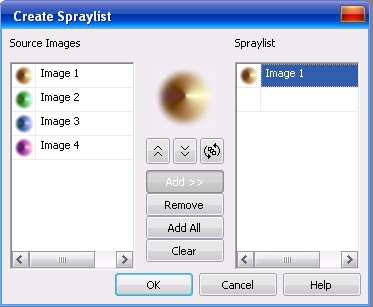 Create Spraylist
Source Images
Spraylist
Image 1
Image 2
Image 3
Image 4
Image 1
Add >>
Remove
Add All
Clear
OK
Cancel
Help